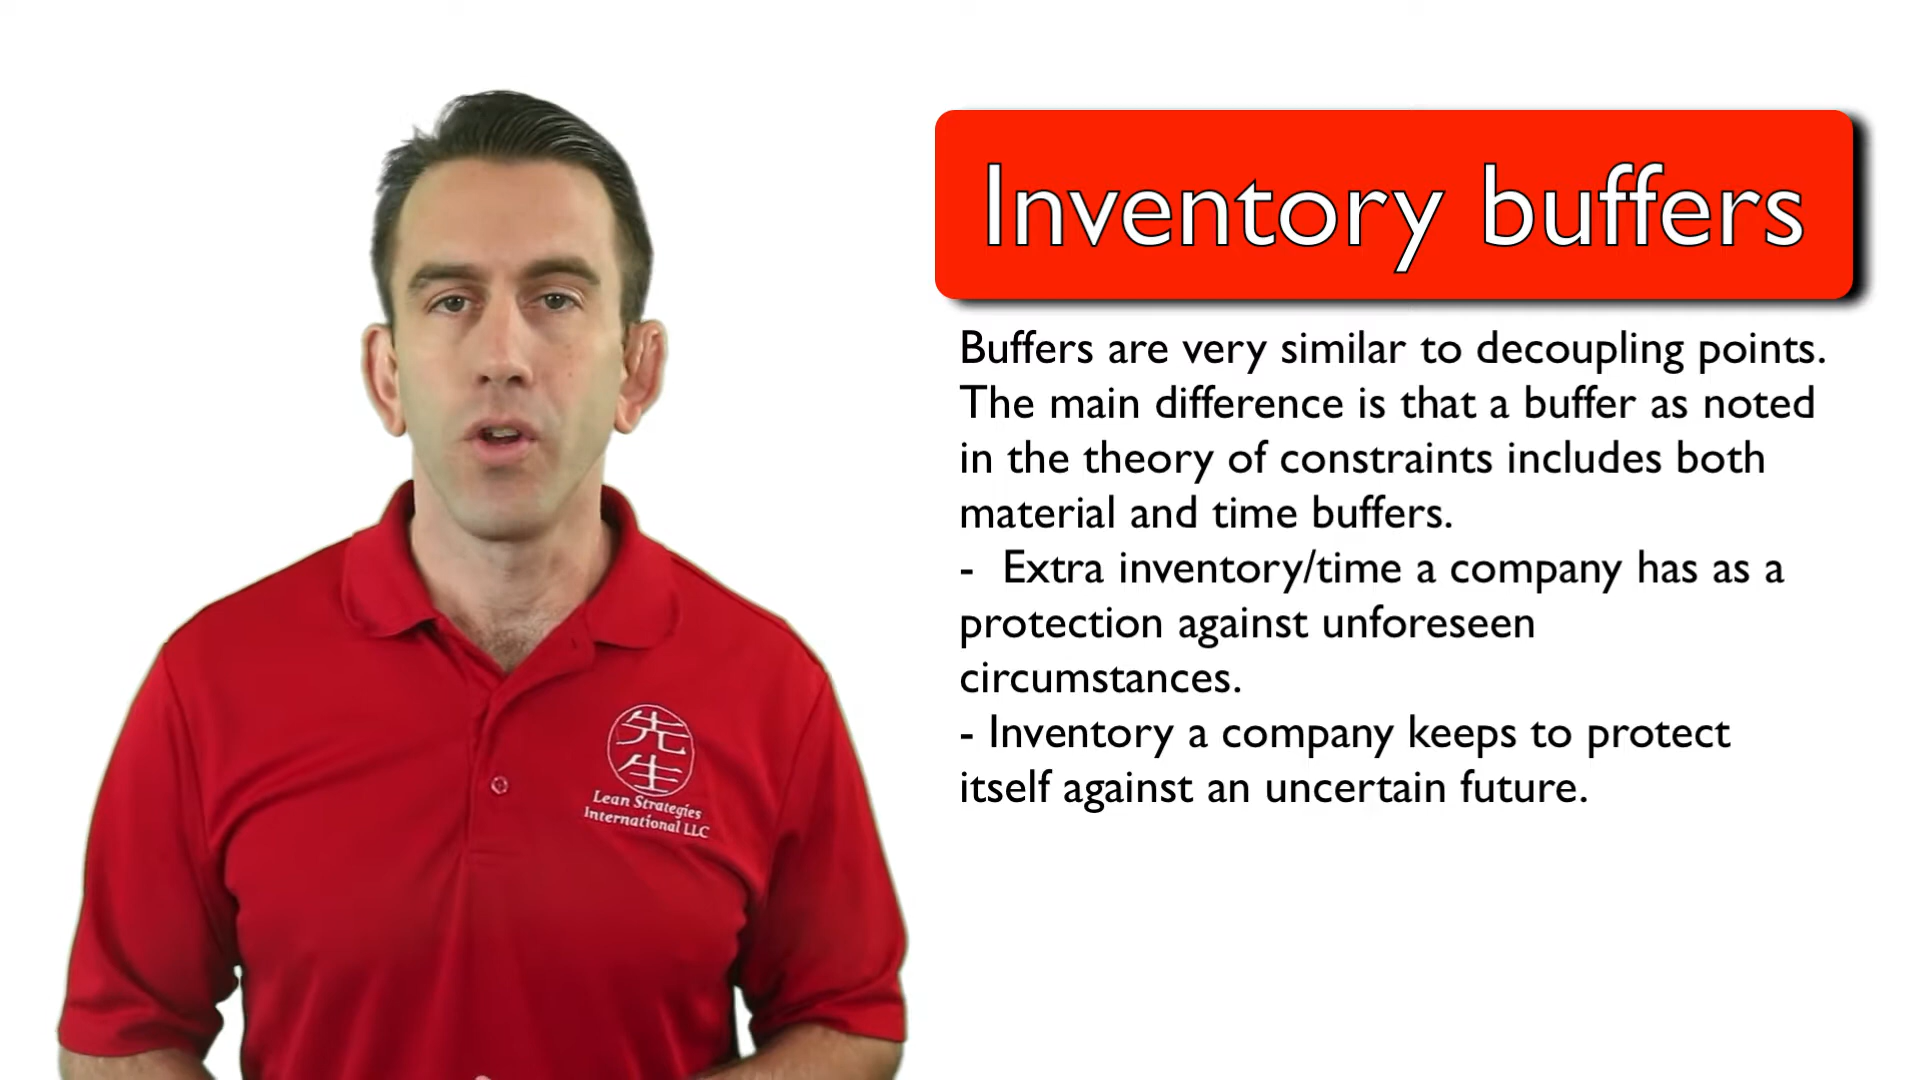 Inventory buffers
Buffers are very similar to decoupling points.
The main difference is that a buffer as noted
in the theory of constraints includes both
material and time buffers.
- Extra inventory/time a company has as a
protection against unforeseen
circumstances.
- Inventory a company keeps to protect
itself against an uncertain future.
先
生
Lean Strategies
International LLC